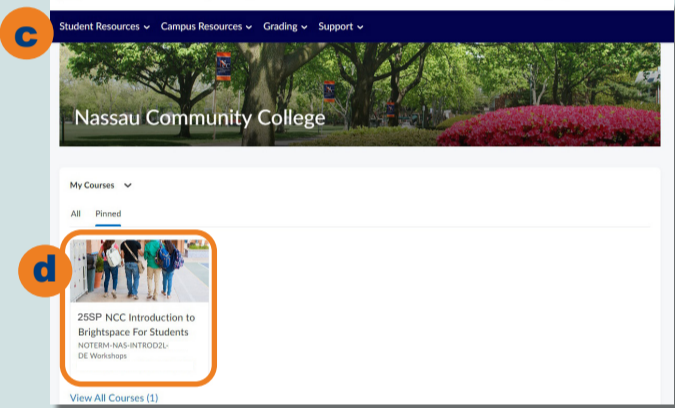 c
Student Resources Campus Resources Grading Support
Nassau Community College
My Courses
All Pinned
d
25SP NCC Introduction to
Brightspace For Students
NOTERM-NAS-INTROD2L-
DE Workshops
View All Courses (1)